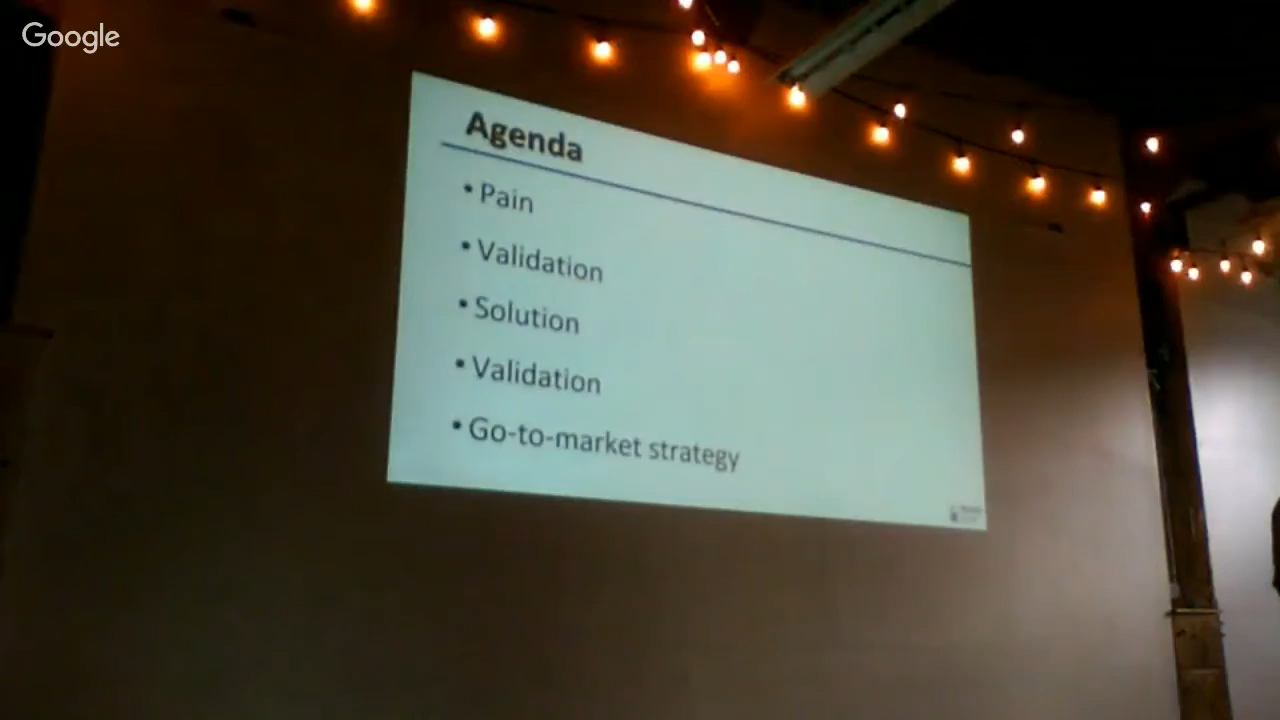 Google
Agenda
• Pain
• Validation
• Solution
• Validation
• Go-to-market strategy